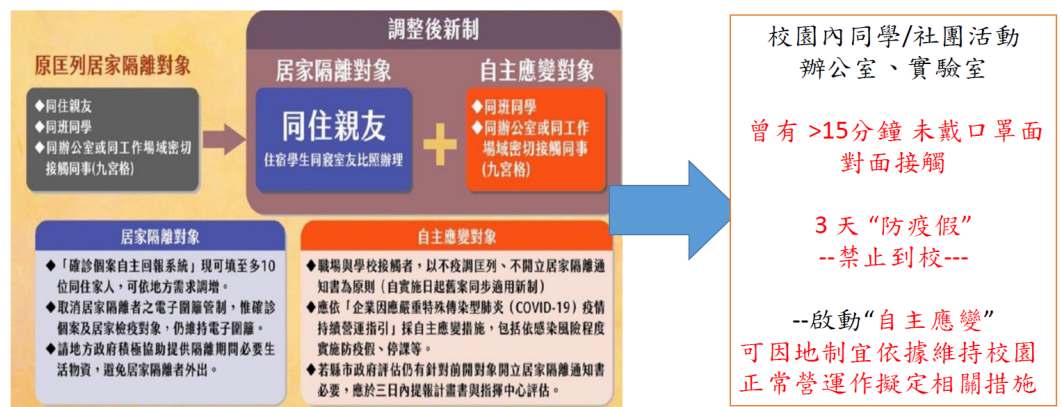 調整後新制
原匡列居家隔離對象
◆同住親友
◆同班同學
◆同辦公室或同工作場域密切
接觸同事(九宮格)
居家隔離對象
同住親友
住宿學生同寢室友比照辦理
自主應變對象
◆同班同學
◆同辦公室或同工作
場域密切接觸同事
(九宮格)
居家隔離對象
◆「確診個案自主回報系統」現可填至多10
位同住家人,可依地方需求調增。
◆取消居家隔離者之電子圍籬管制,惟確診
個案及居家檢疫對象,仍維持電子圍籬。
◆請地方政府積極協助提供隔離期間必要生
活物資,避免居家隔離者外出。
自主應變對象
◆職場與學校接觸者,以不疫調匡列、不開立居家隔離通
知書為原則(自實施日起舊案同步適用新制)
◆應依「企業因應嚴重特殊傳染型肺炎(COVID-19)疫情
持續營運指引」採自主應變措施,包括依感染風險程度
實施防疫假、停課等。
◆若縣市政府評估仍有針對前開對象開立居家隔離通知書
必要,應於三日內提報計畫書與指揮中心評估。
校園內同學/社團活動
辦公室、實驗室
曾有 >15分鐘 未戴口罩面
對面接觸
3 天 “防疫假”
--禁止到校---
--啟動“自主應變”
可因地制宜依據維持校園
正常營運作擬定相關措施